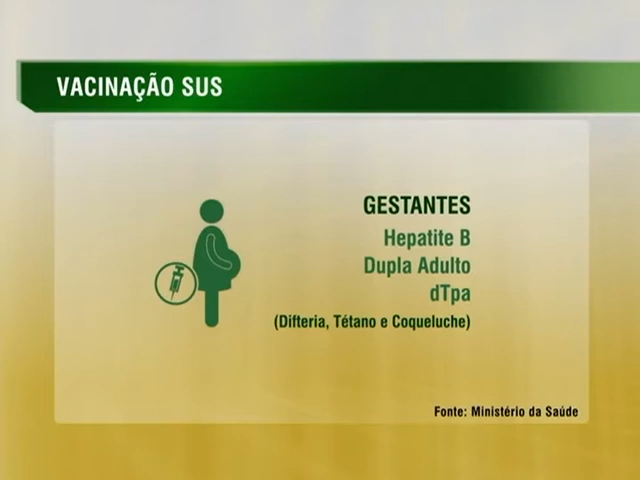 VACINAÇÃO SUS
GESTANTES
Hepatite B
Dupla Adulto
dTpa
(Difteria, Tétano e Coqueluche)
Fonte: Ministério da Saúde